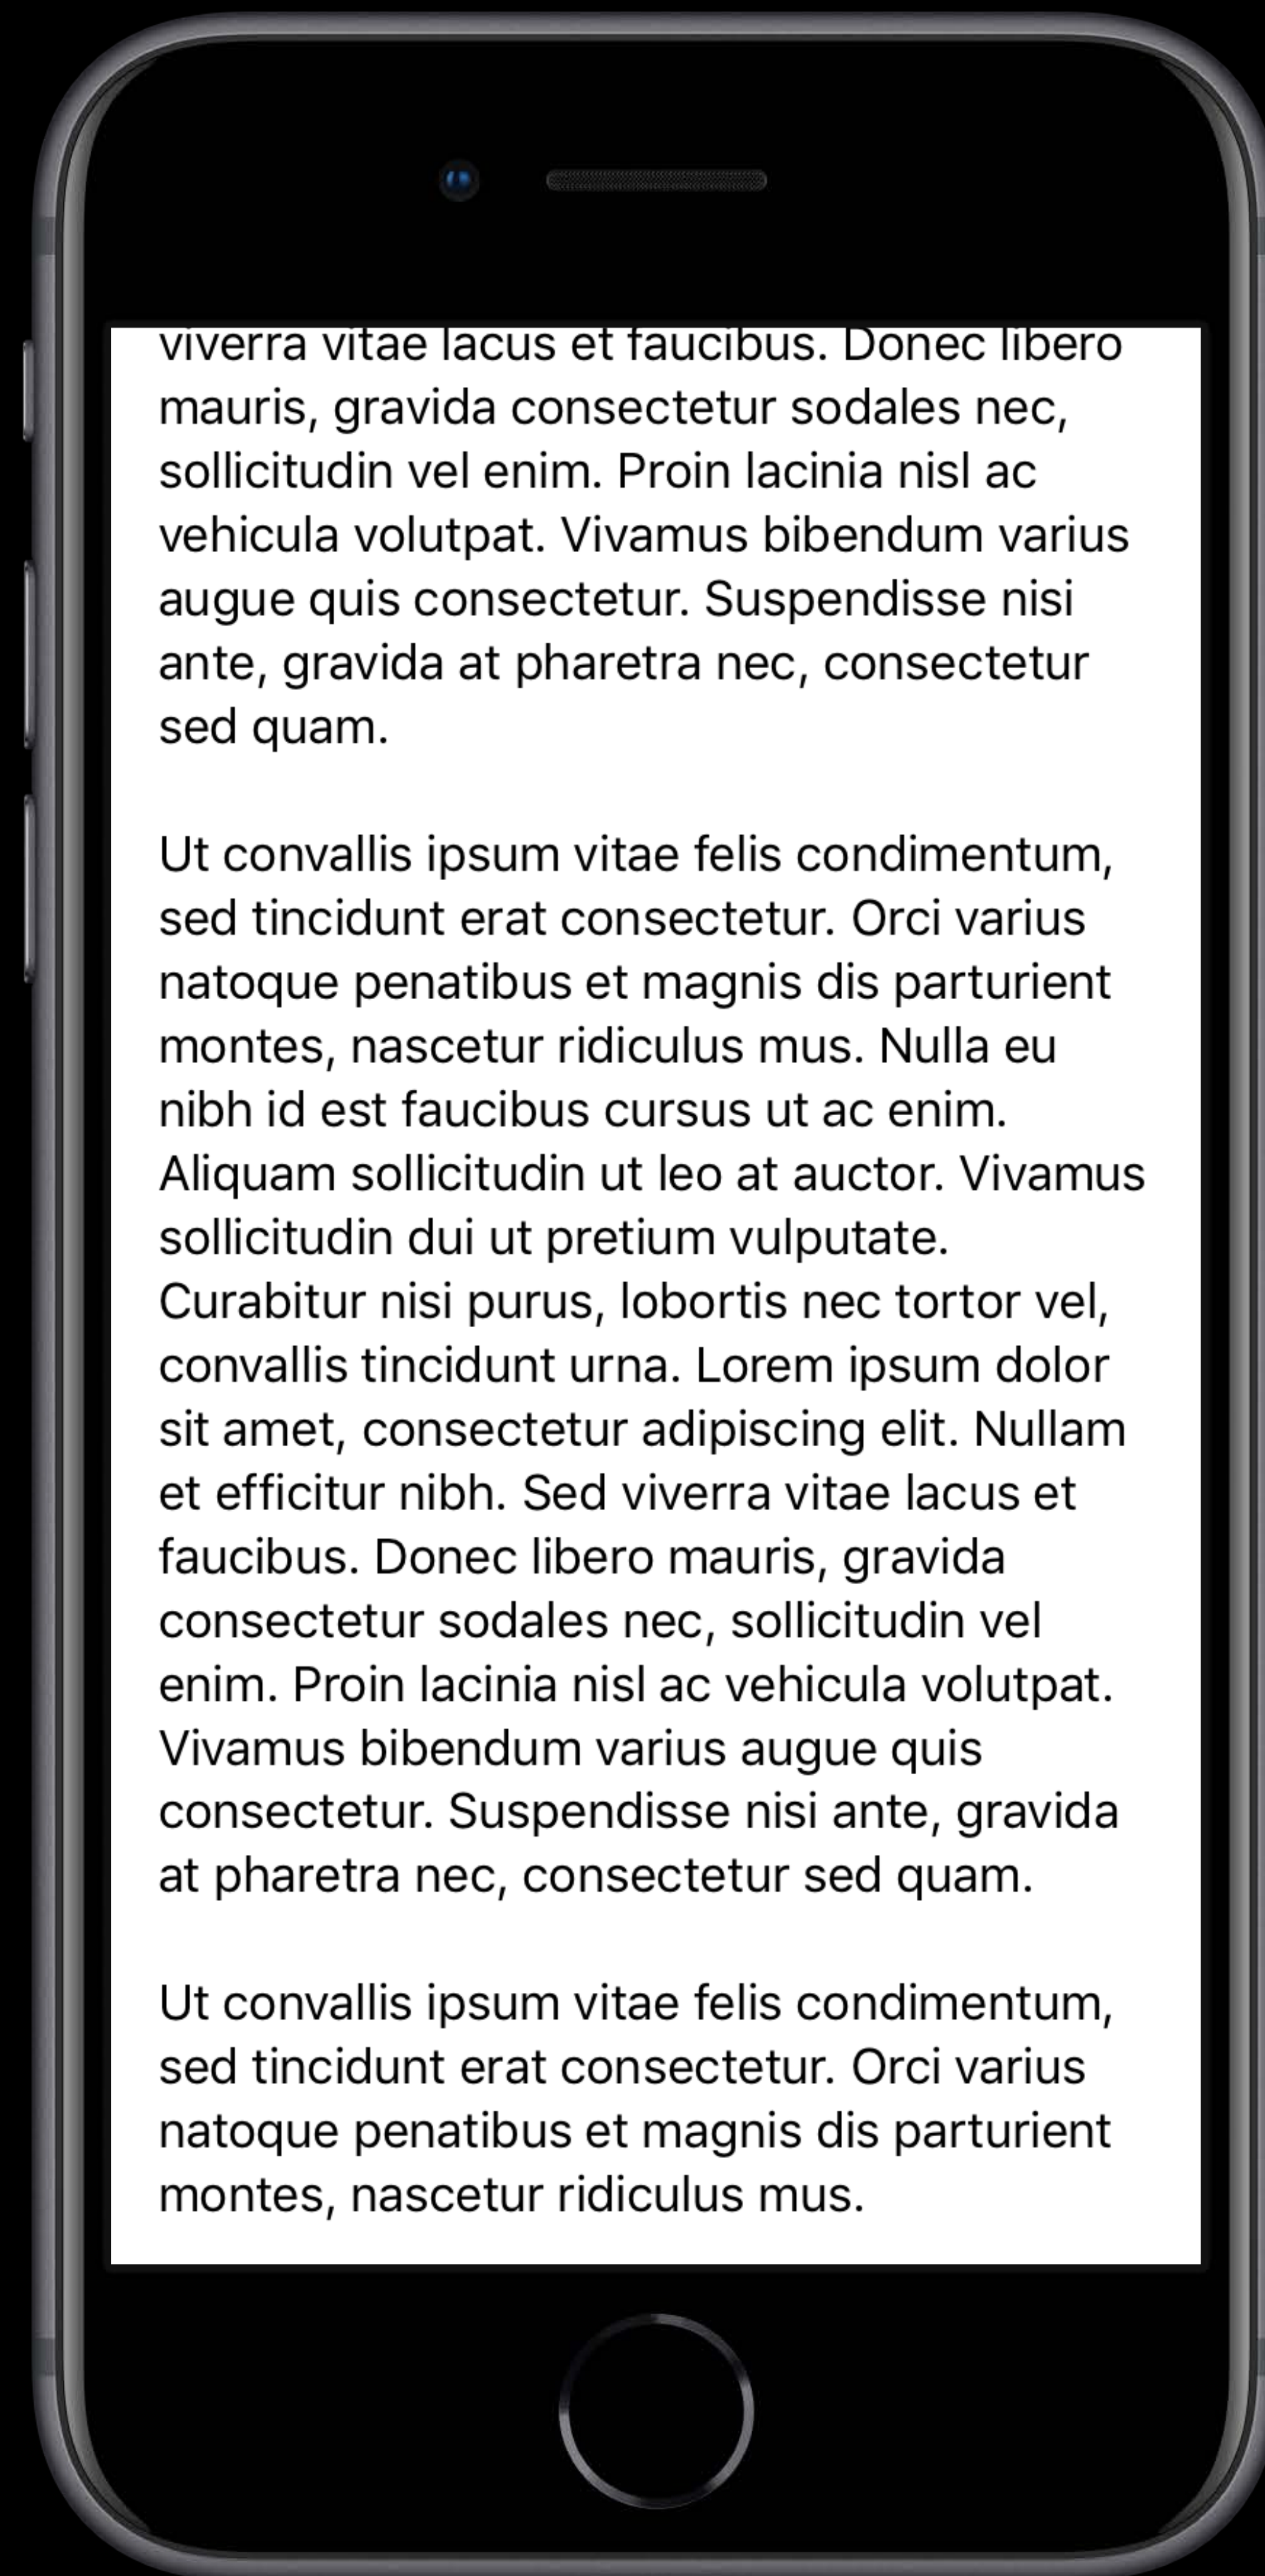 viverra vitae lacus et faucibus. Donec libero
mauris, gravida consectetur sodales nec,
sollicitudin vel enim. Proin lacinia nisl ac
vehicula volutpat. Vivamus bibendum varius
augue quis consectetur. Suspendisse nisi
ante, gravida at pharetra nec, consectetur
sed quam.

Ut convallis ipsum vitae felis condimentum,
sed tincidunt erat consectetur. Orci varius
natoque penatibus et magnis dis parturient
montes, nascetur ridiculus mus. Nulla eu
nibh id est faucibus cursus ut ac enim.
Aliquam sollicitudin ut leo at auctor. Vivamus
sollicitudin dui ut pretium vulputate.
Curabitur nisi purus, lobortis nec tortor vel,
convallis tincidunt urna. Lorem ipsum dolor
sit amet, consectetur adipiscing elit. Nullam
et efficitur nibh. Sed viverra vitae lacus et
faucibus. Donec libero mauris, gravida
consectetur sodales nec, sollicitudin vel
enim. Proin lacinia nisl ac vehicula volutpat.
Vivamus bibendum varius augue quis
consectetur. Suspendisse nisi ante, gravida
at pharetra nec, consectetur sed quam.

Ut convallis ipsum vitae felis condimentum,
sed tincidunt erat consectetur. Orci varius
natoque penatibus et magnis dis parturient
montes, nascetur ridiculus mus.